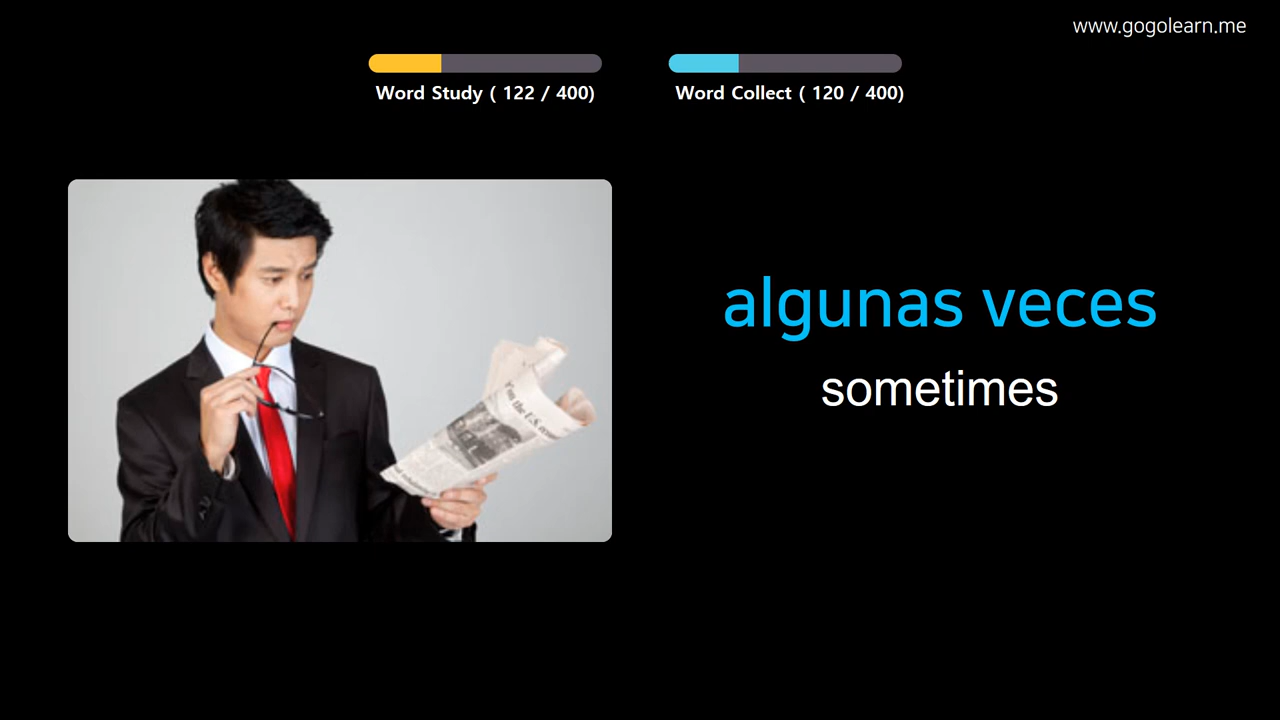 www.gogolearn.me
Word Study ( 122 / 400)
Word Collect ( 120 / 400)
algunas veces
sometimes